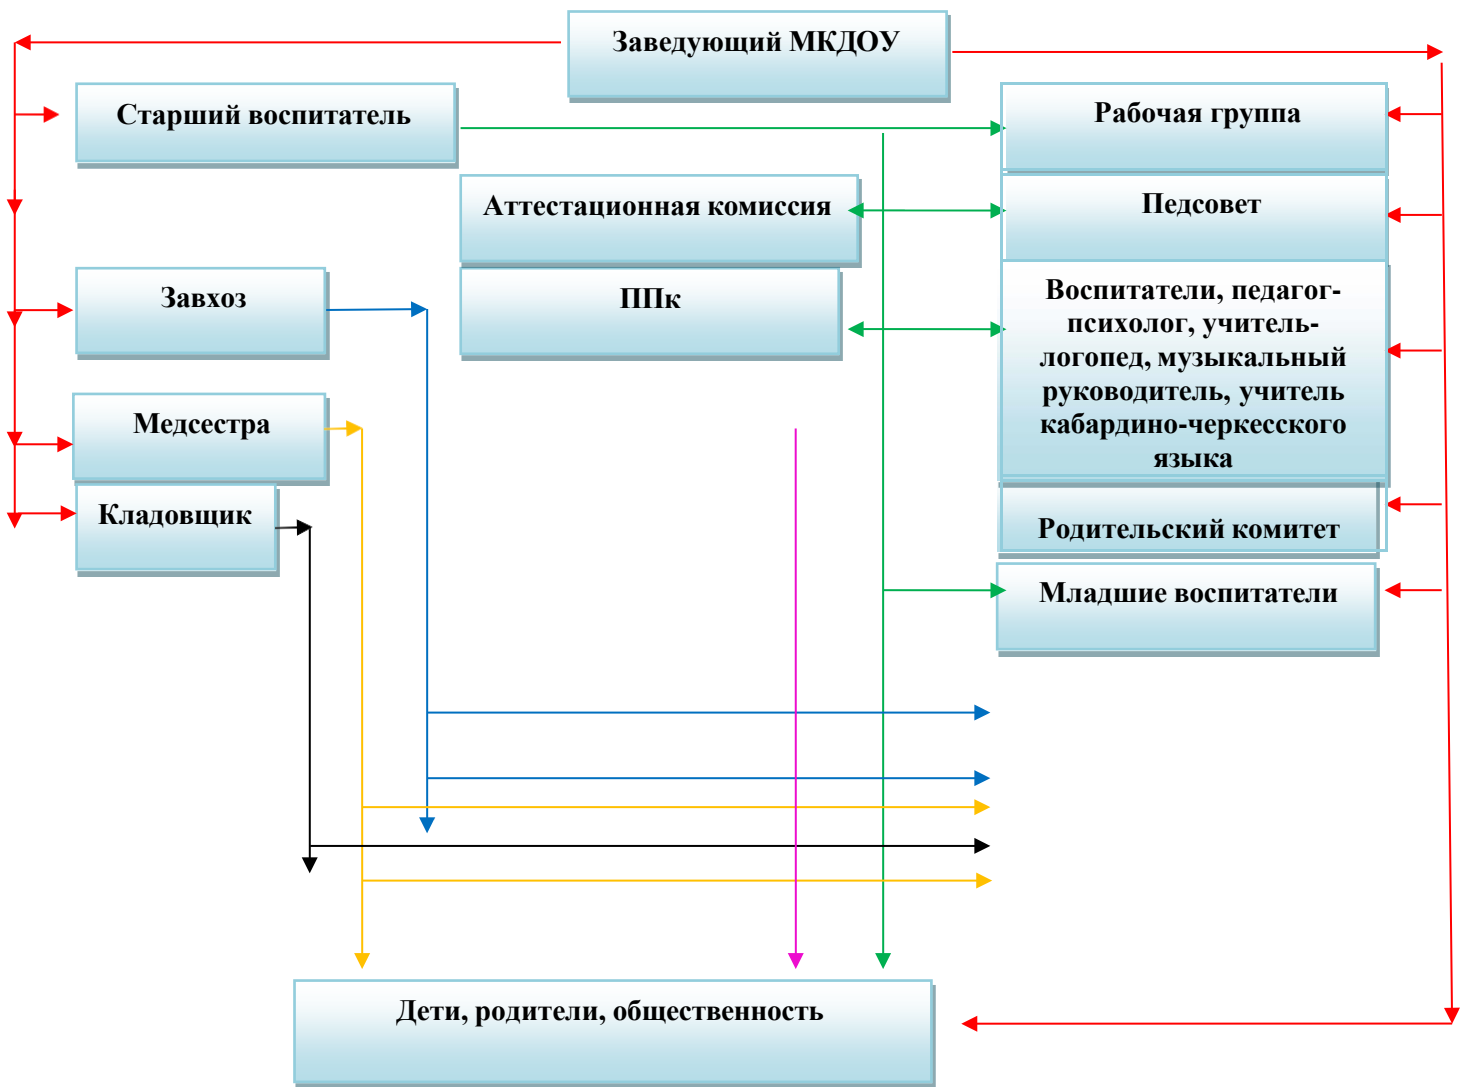 Заведующий МКДОУ
Старший воспитатель
Рабочая группа
Аттестационная комиссия
Педсовет
Завхоз
ППк
Воспитатели, педагог-
психолог, учитель-
логопед, музыкальный
руководитель, учитель
кабардино-черкесского
языка
Медсестра
Кладовщик
Родительский комитет
Младшие воспитатели
Дети, родители, общественность